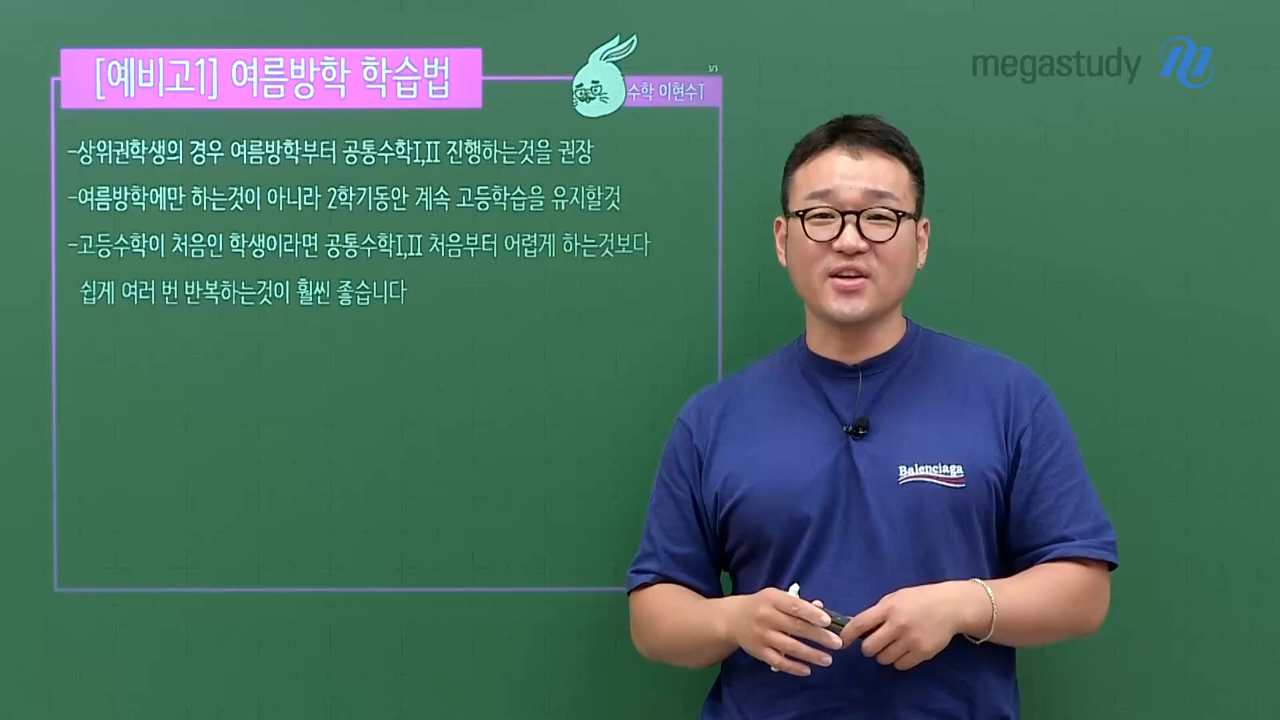 [예비고1] 여름방학 학습법
3/3
수학 이현수T
megastudy
-상위권학생의 경우 여름방학부터 공통수학I,II 진행하는것을 권장
-여름방학에만 하는것이 아니라 2학기동안 계속 고등학습을 유지할것
-고등수학이 처음인 학생이라면 공통수학I,II 처음부터 어렵게 하는것보다
쉽게 여러 번 반복하는것이 훨씬 좋습니다
Balenciaga